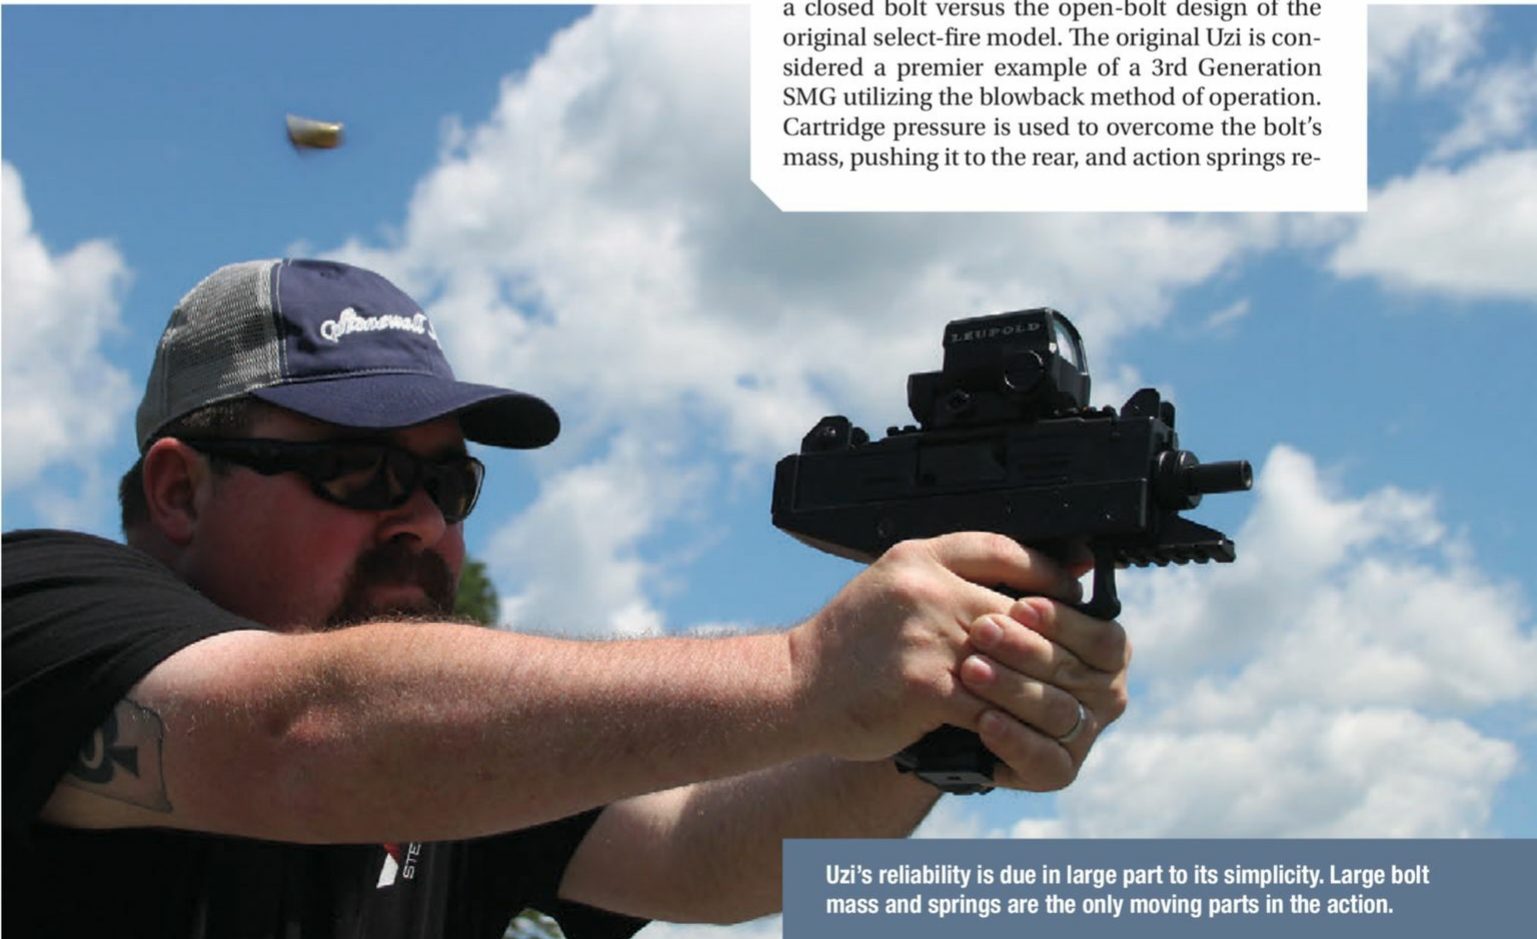 a closed bolt versus the open-bolt design of the
original select-fire model. The original Uzi is con-
sidered a premier example of a 3rd Generation
SMG utilizing the blowback method of operation.
Cartridge pressure is used to overcome the bolt's
mass, pushing it to the rear, and action springs re-
Stonewall
LEUPOLD
STE
Uzi's reliability is due in large part to its simplicity. Large bolt
mass and springs are the only moving parts in the action.